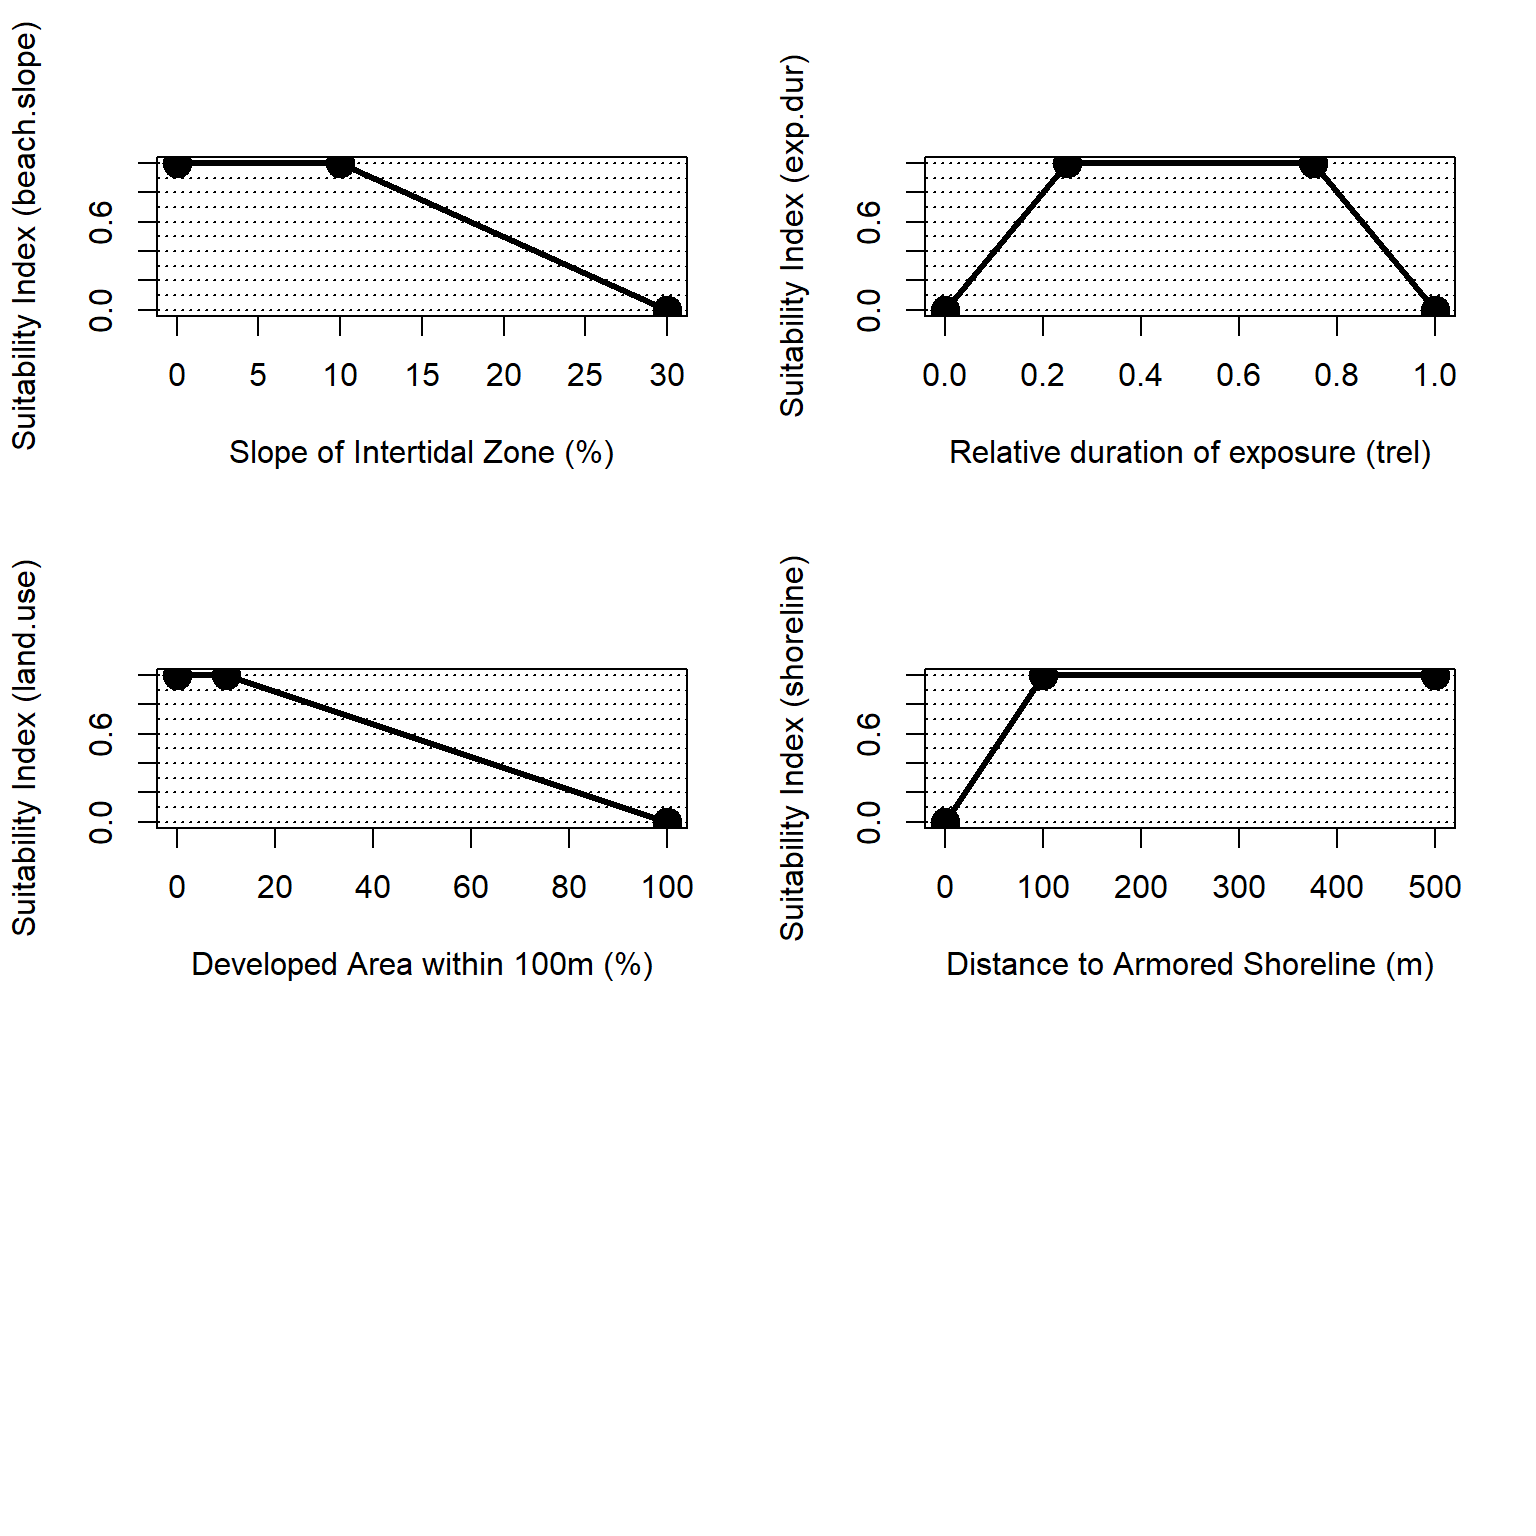 Suitability Index (beach.slope)
0.0 0.6
0 5 10 15 20 25 30
Slope of Intertidal Zone (%)
Suitability Index (exp.dur)
0.0 0.6
0.0 0.2 0.4 0.6 0.8 1.0
Relative duration of exposure (trel)
Suitability Index (land.use)
0.0 0.6
0 20 40 60 80 100
Developed Area within 100m (%)
Suitability Index (shoreline)
0.0 0.6
0 100 200 300 400 500
Distance to Armored Shoreline (m)